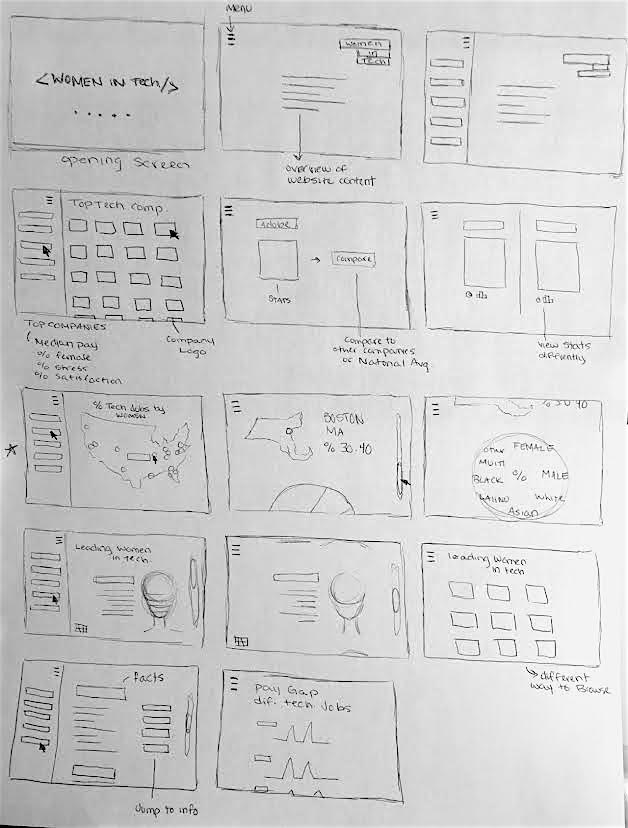 Menu
<WOMEN IN Tech/>
. . . . .
opening Screen
women
in
Tech
overview of
website content
Top Tech Comp.
TOP COMPANIES
Median pay
% female
% stress
% Satisfaction
Company
Logo
Adobe
Compare
STATS
Compare to
other companies
or National Avg.
View Stats
differently
% Tech Jobs by
WOMEN
BOSTON
MA
% 30.40
% 30 40
other
FEMALE
MULTI
BLACK
%
MALE
LATINO
White
Asian
Leading Women
in tech
Leading Women
in tech
different
way to Browse
facts
Jump to info
pay Gap
dif. tech Jobs